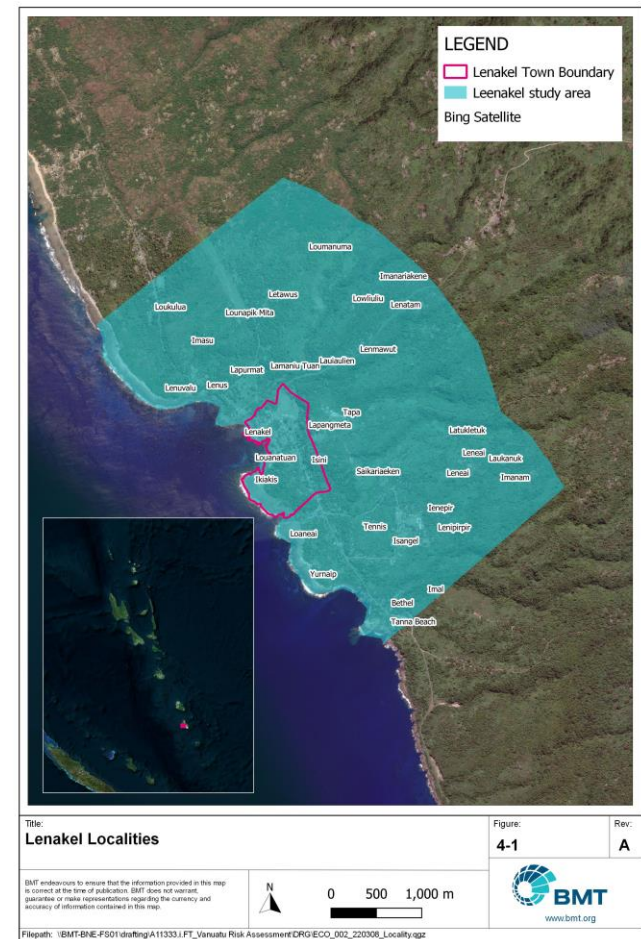 LEGEND
Lenakel Town Boundary
Leenakel study area
Bing Satellite
Loumanuma
Imanariakene
Letawus
Lowliuliu
Lenatam
Loukulua
Lounapik Mita
Imasu
Lenmawut
Laulaulien
Lamaniu Tuan
Lapurmat
Lenuvalu
Lenus
Tapa
Lapangmeta
Lenakel
Latukletuk
Louanatuan
Isini
Leneai
Laukanuk
Saikariaeken
Leneai
Imanam
Ikiakis
Ienepir
Tennis
Lenipirpir
Loaneai
Isangel
Yumaip
Imai
Bethel
Tanna Beach
Title:
Lenakel Localities
Figure:
4-1
Rev:
A
BMT endeavours to ensure that the information provided in this map
is correct at the time of publication. BMT does not warrant,
guarantee or make representations regarding the currency and
accuracy of information contained in this map.
N
0 500 1,000 m
BMT
www.bmt.org
Filepath: \\BMT-BNE-FS01\drafting\A11333.i.FT_Vanuatu Risk Assessment\DRG\ECO_002_220308_Locality.qgz